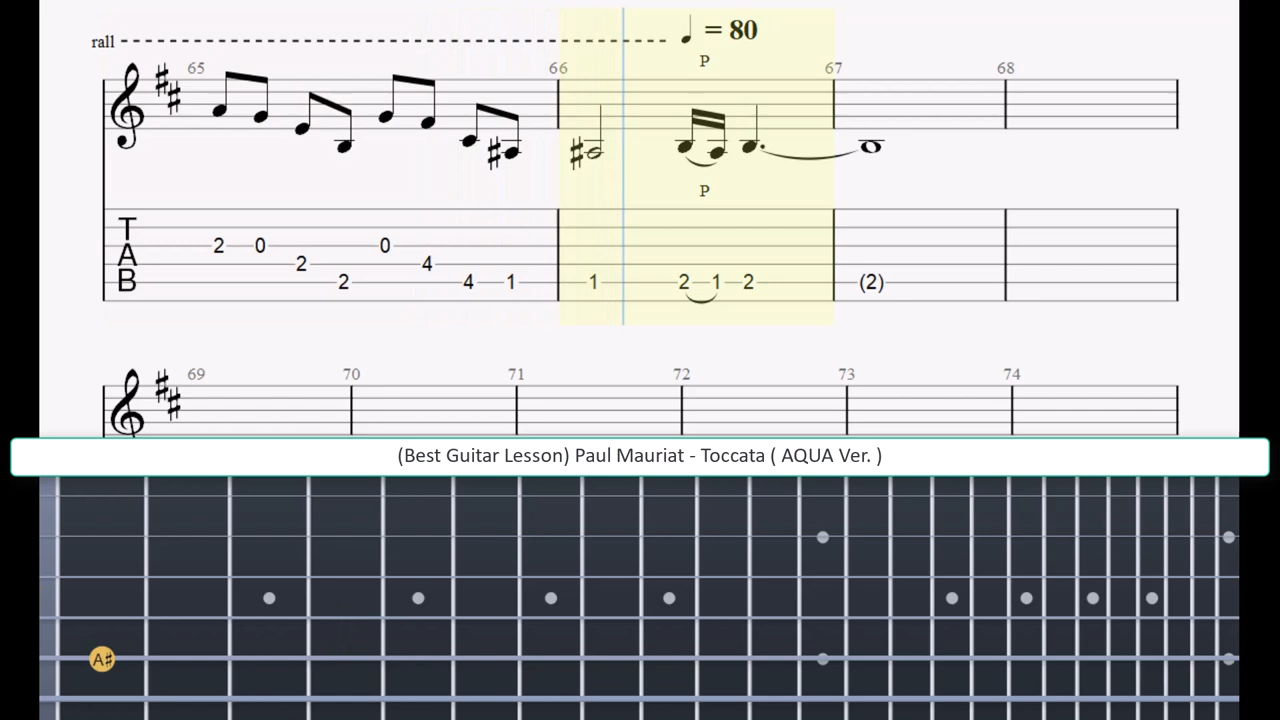 rall ♩ = 80
65 66 P 67 68
P
T
A
B
2 0 2 2 0 4 4 1 1 2 1 2 (2)
69 70 71 72 73 74
(Best Guitar Lesson) Paul Mauriat - Toccata ( AQUA Ver. )
A♯